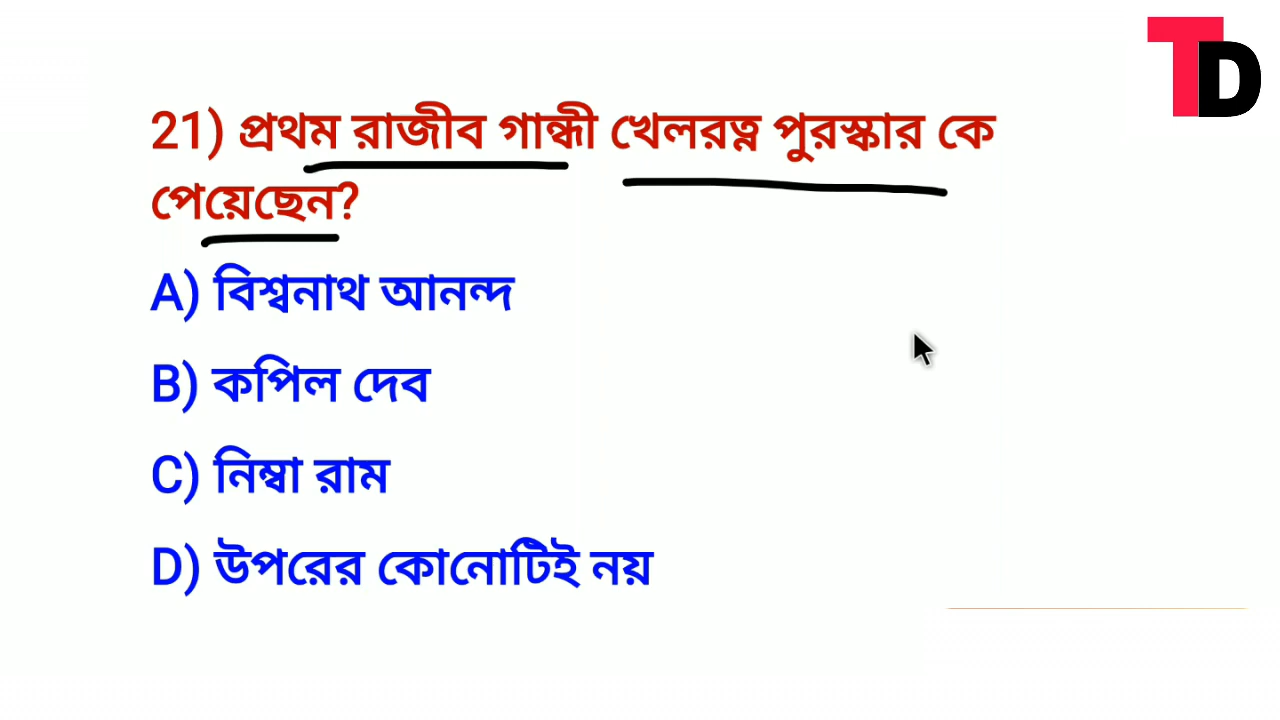 TD
21) প্রথম রাজীব গান্ধী খেলরত্ন পুরস্কার কে
পেয়েছেন?
A) বিশ্বনাথ আনন্দ
B) কপিল দেব
C) নিম্বা রাম
D) উপরের কোনোটিই নয়